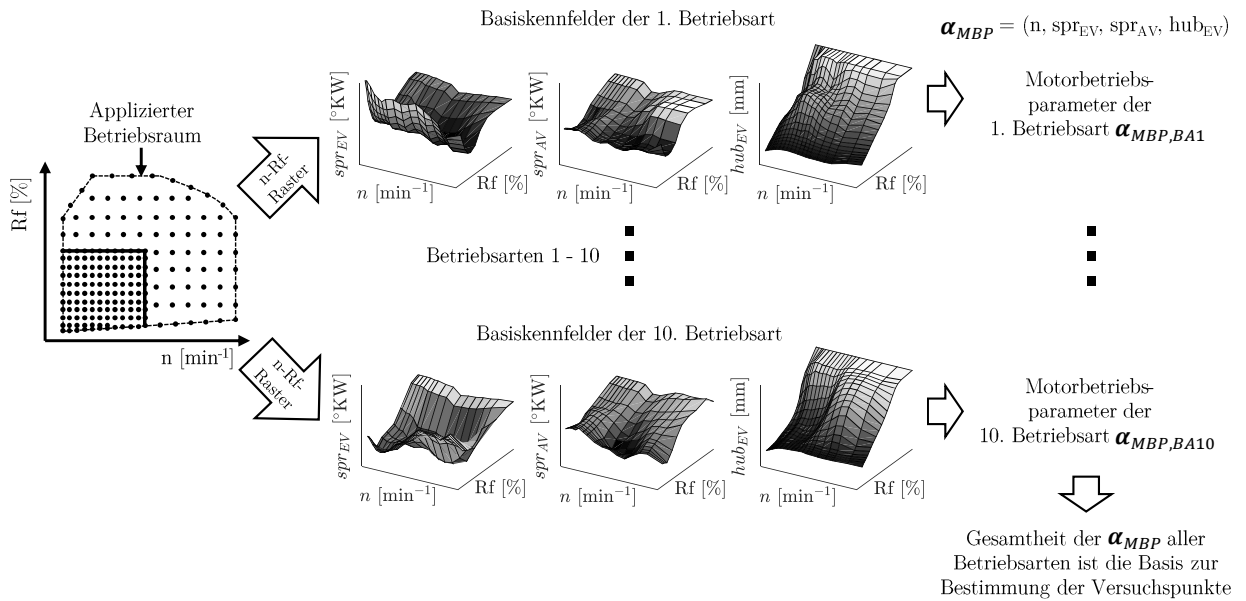 Basiskennfelder der 1. Betriebsart
α_MBP = (n, spr_EV, spr_AV, hub_EV)
Applizierter
Betriebsraum
Rf [%]
n [min⁻¹]
n-Rf-
Raster
spr_EV [°KW]
n [min⁻¹]
Rf [%]
spr_AV [°KW]
n [min⁻¹]
Rf [%]
hub_EV [mm]
n [min⁻¹]
Rf [%]
Motorbetriebs-
parameter der
1. Betriebsart α_MBP,BA1
Betriebsarten 1 - 10
Basiskennfelder der 10. Betriebsart
n-Rf-
Raster
spr_EV [°KW]
n [min⁻¹]
Rf [%]
spr_AV [°KW]
n [min⁻¹]
Rf [%]
hub_EV [mm]
n [min⁻¹]
Rf [%]
Motorbetriebs-
parameter der
10. Betriebsart α_MBP,BA10
Gesamtheit der α_MBP aller
Betriebsarten ist die Basis zur
Bestimmung der Versuchspunkte